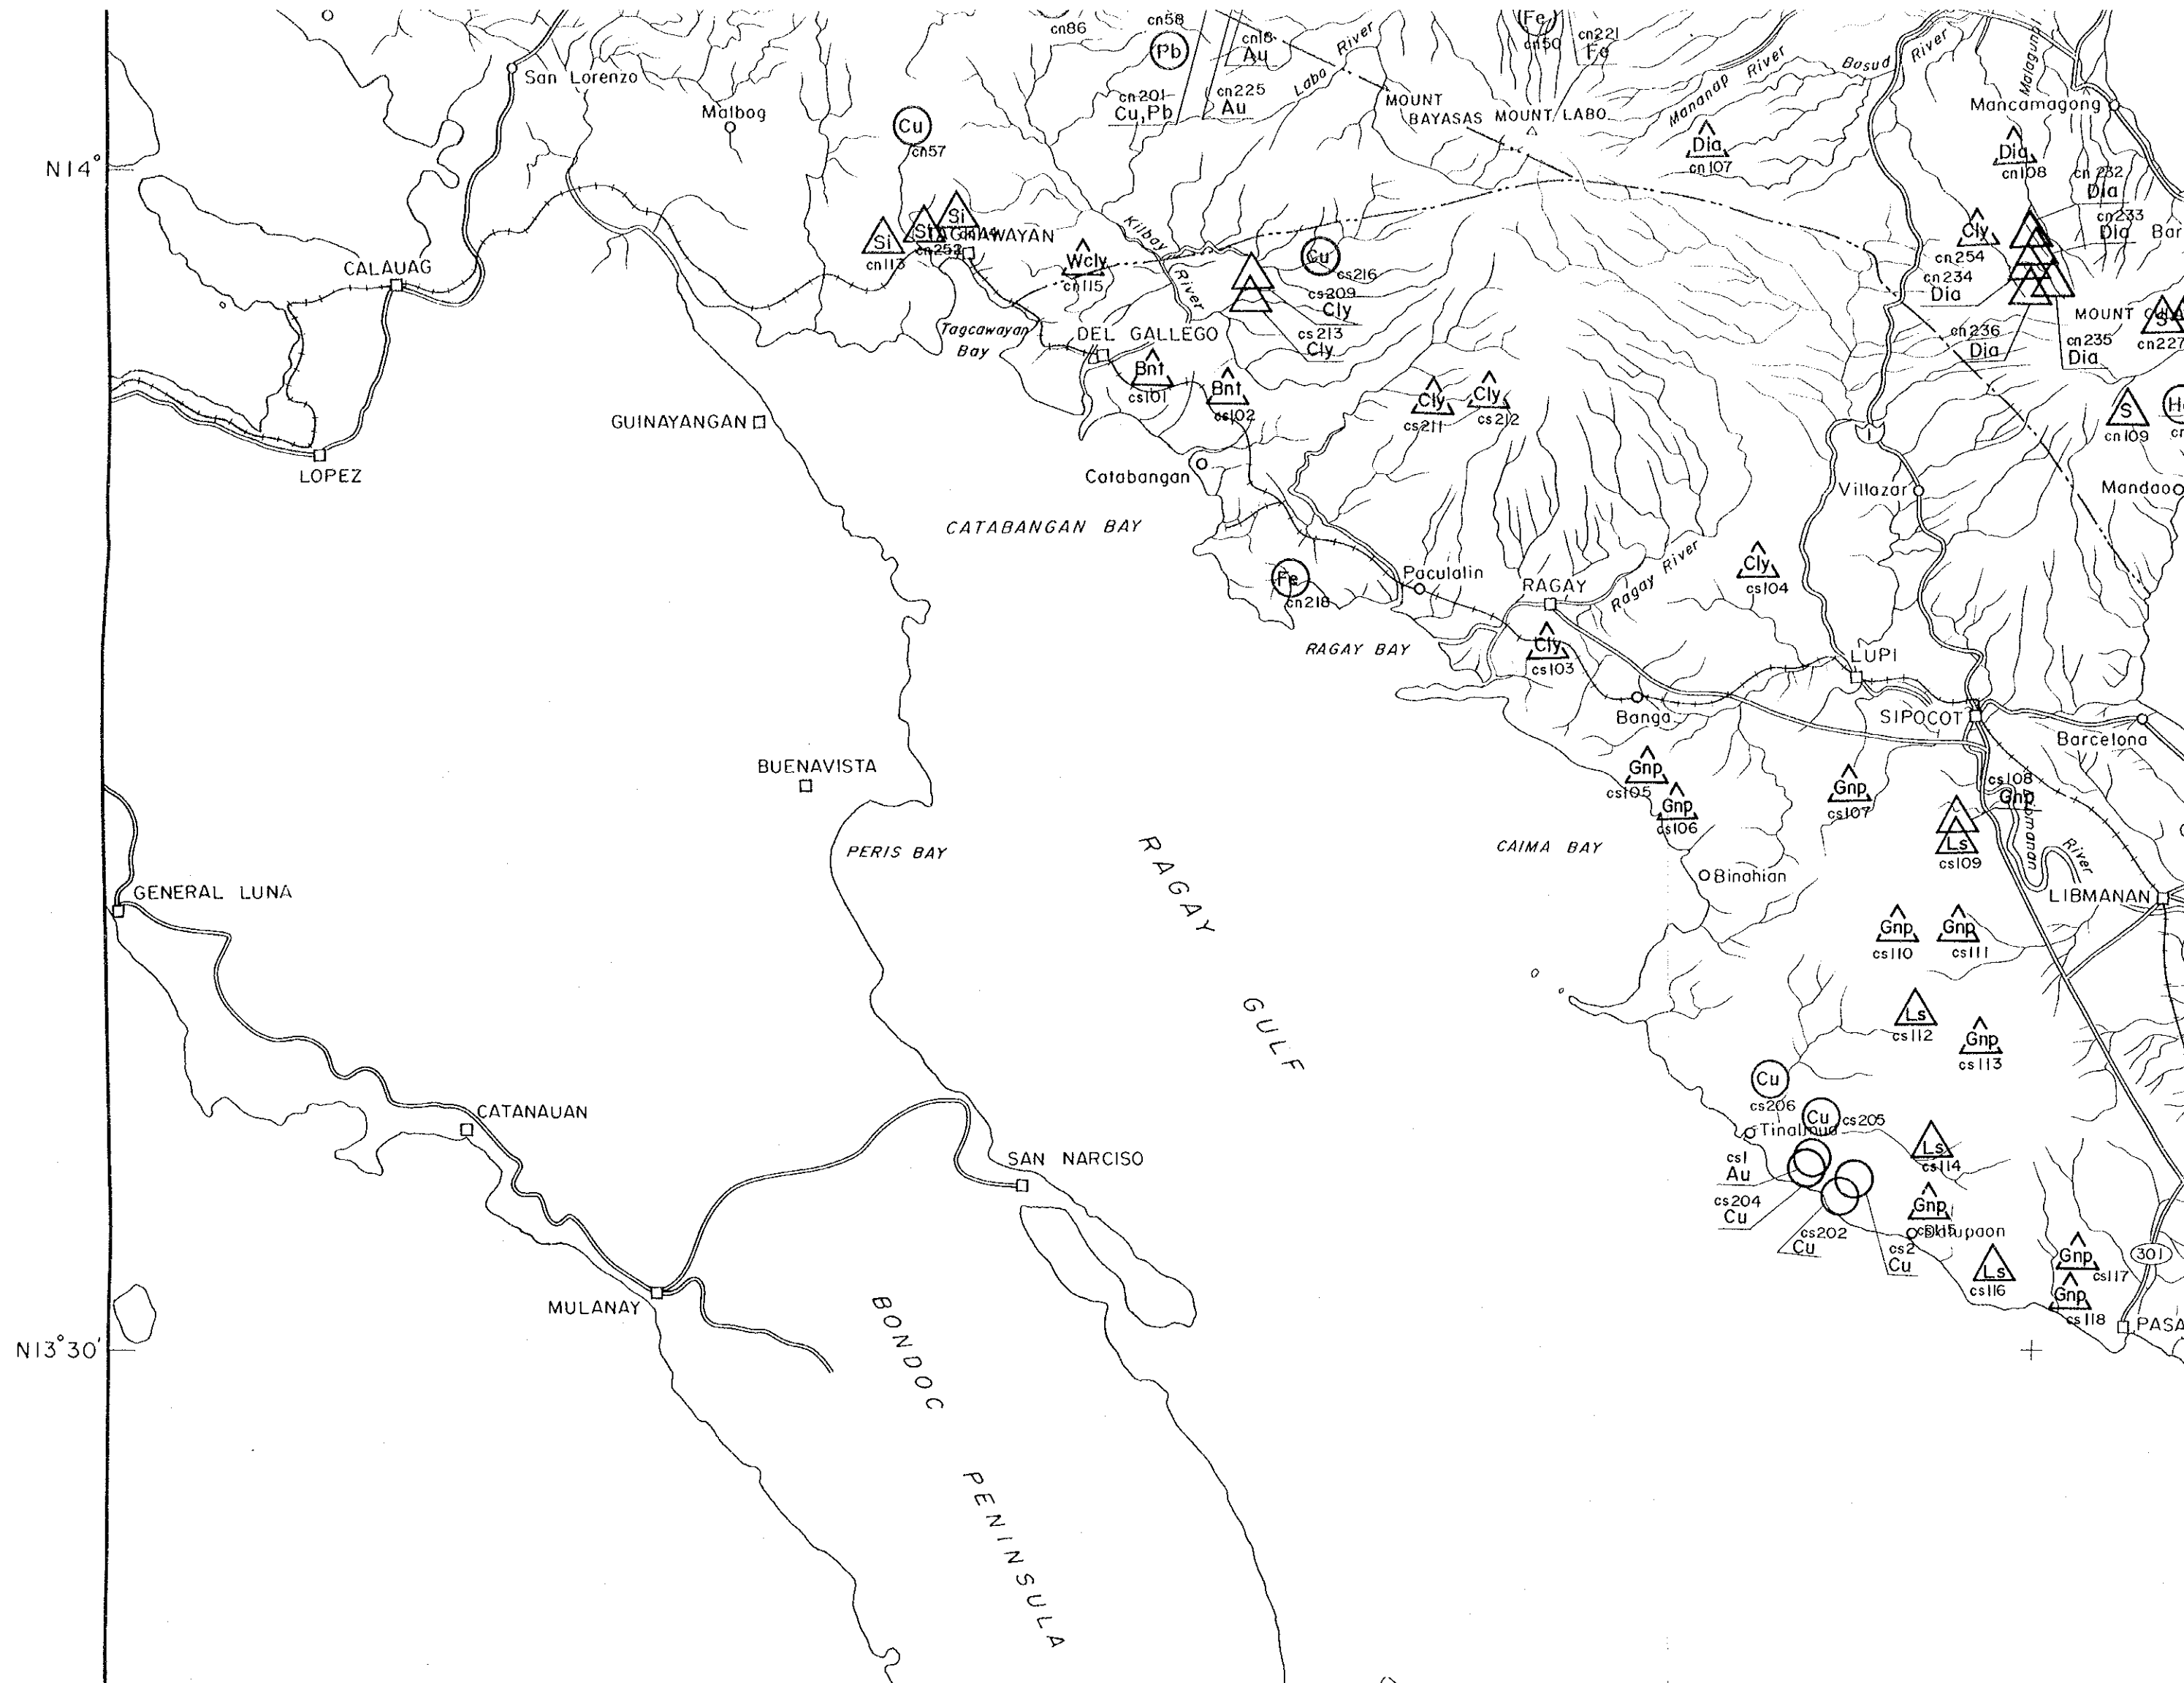 cn86
cn58
Pb
cn18
Au
Labo River
Fe
cn50
cn221
Fe
Mananap River
Basud River
San Lorenzo
Malbog
Cu
cn57
cn201
Cu,Pb
cn225
Au
MOUNT
BAYASAS
MOUNT LABO
Mancamagong
Dia
cn107
Dia
cn108
cn232
Dia
N14°
Si
cn113
cn252
Si
TAGKAWAYAN
Kilbay River
Wcly
cn115
Cu
cs216
cs209
Cly
cs213
Cly
Cly
cn254
cn233
Dia
cn234
Dia
cn236
Dia
cn235
Dia
S
cn227
CALAUAG
Tagcawayan
Bay
DEL GALLEGO
Bnt
cs101
Bnt
cs102
Cly
cs211
Cly
cs212
S
cn109
GUINAYANGAN
LOPEZ
Catabangan
Villazar
Mandao
CATABANGAN BAY
Fe
cn218
Paculalin
RAGAY
Ragay River
Cly
cs104
RAGAY BAY
Cly
cs103
LUPI
Banga
SIPOCOT
Barcelona
BUENAVISTA
Gnp
cs105
Gnp
cs106
Gnp
cs107
cs108
Gnp
Ls
cs109
Libmanan River
PERIS BAY
RAGAY GULF
CAIMA BAY
Binahian
GENERAL LUNA
LIBMANAN
Gnp
cs110
Gnp
cs111
Ls
cs112
Gnp
cs113
Cu
cs206
Cu
cs205
CATANAUAN
Ls
cs114
SAN NARCISO
cs1
Au
cs204
Cu
cs202
Cu
cs2
Cu
Gnp
cs115
Ls
cs116
Gnp
cs117
301
Gnp
cs118
MULANAY
N13°30'
BONDOC PENINSULA